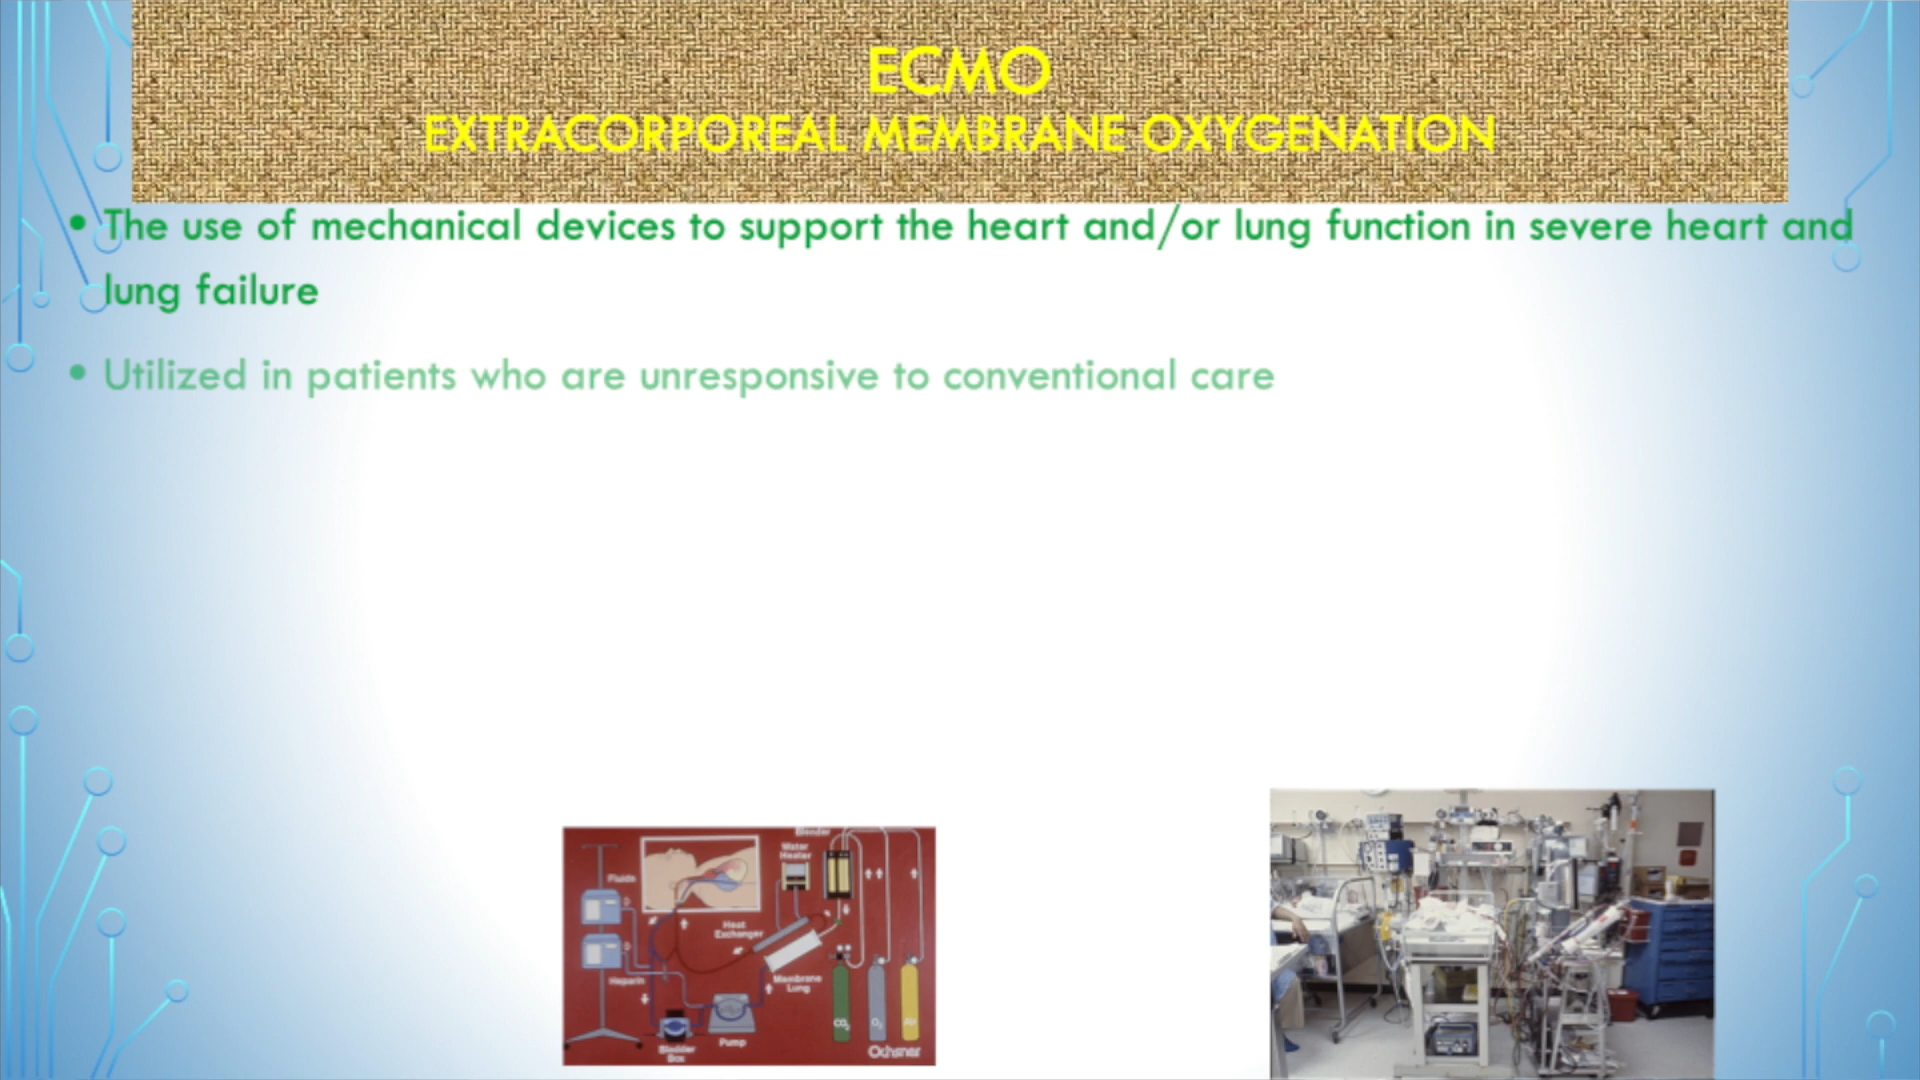 ECMO
EXTRACORPOREAL MEMBRANE OXYGENATION
• The use of mechanical devices to support the heart and/or lung function in severe heart and
lung failure
• Utilized in patients who are unresponsive to conventional care
Blender
Water
Heater
Fluids
Heat
Exchanger
Heparin
Membrane
Lung
CO2
O2
Air
Pump
Bladder
Box
Ochsner